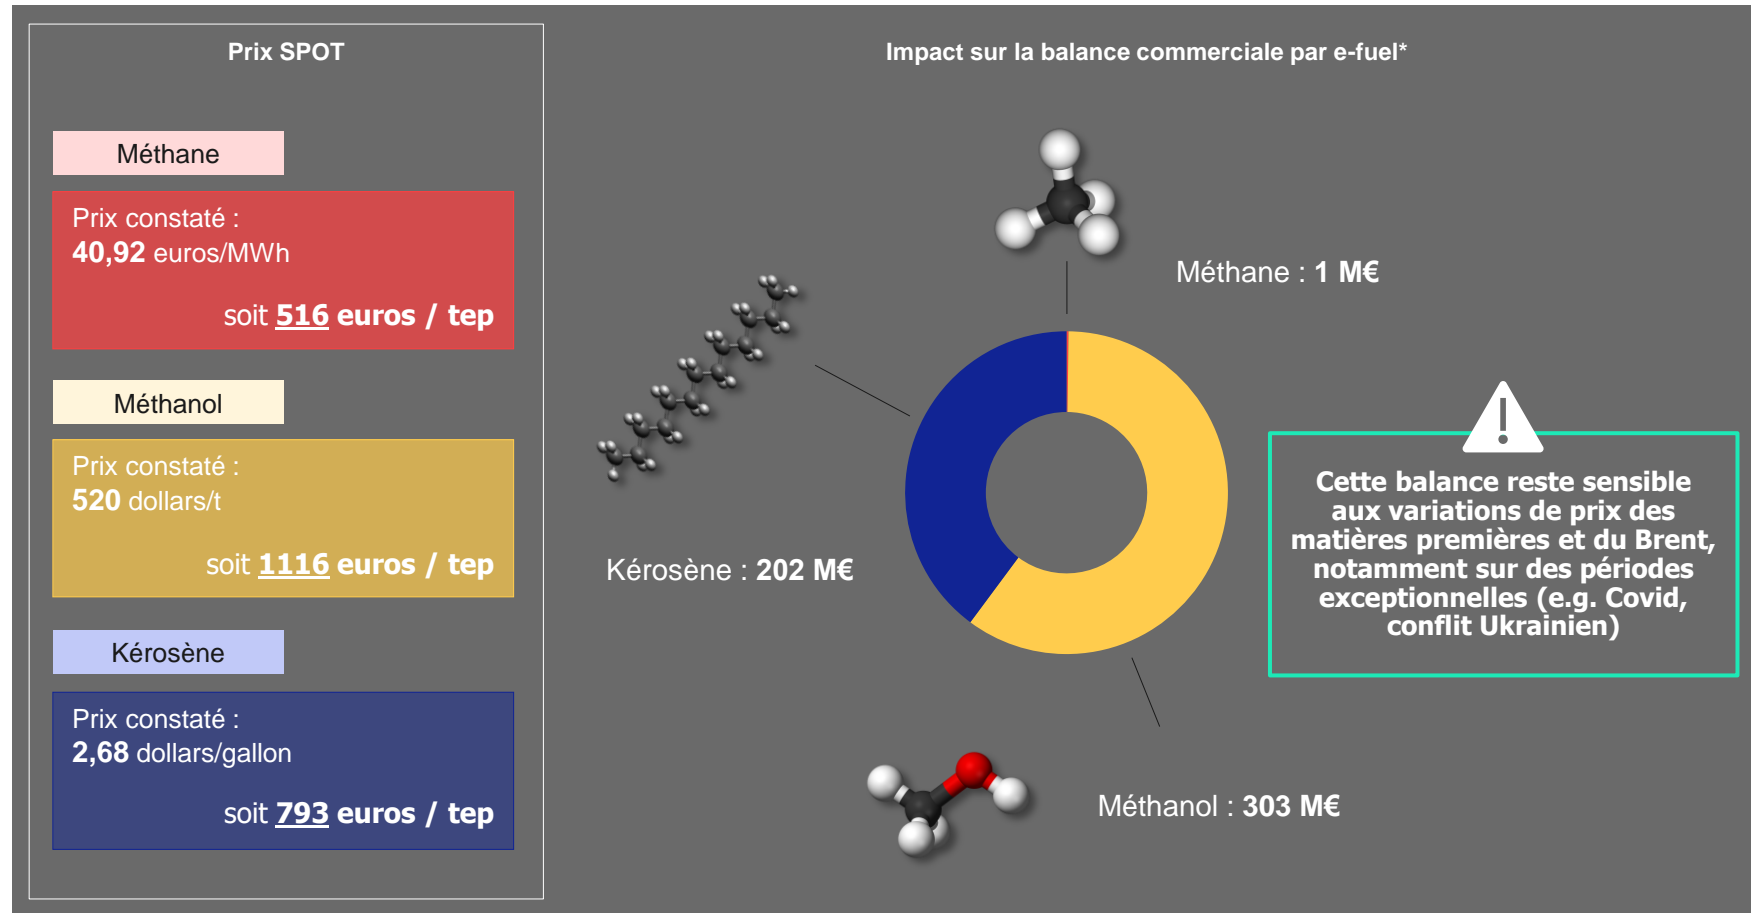 Prix SPOT
Méthane
Prix constaté :
40,92 euros/MWh
soit 516 euros / tep
Méthanol
Prix constaté :
520 dollars/t
soit 1116 euros / tep
Kérosène
Prix constaté :
2,68 dollars/gallon
soit 793 euros / tep
Impact sur la balance commerciale par e-fuel*
Méthane : 1 M€
Kérosène : 202 M€
Méthanol : 303 M€
Cette balance reste sensible
aux variations de prix des
matières premières et du Brent,
notamment sur des périodes
exceptionnelles (e.g. Covid,
conflit Ukrainien)